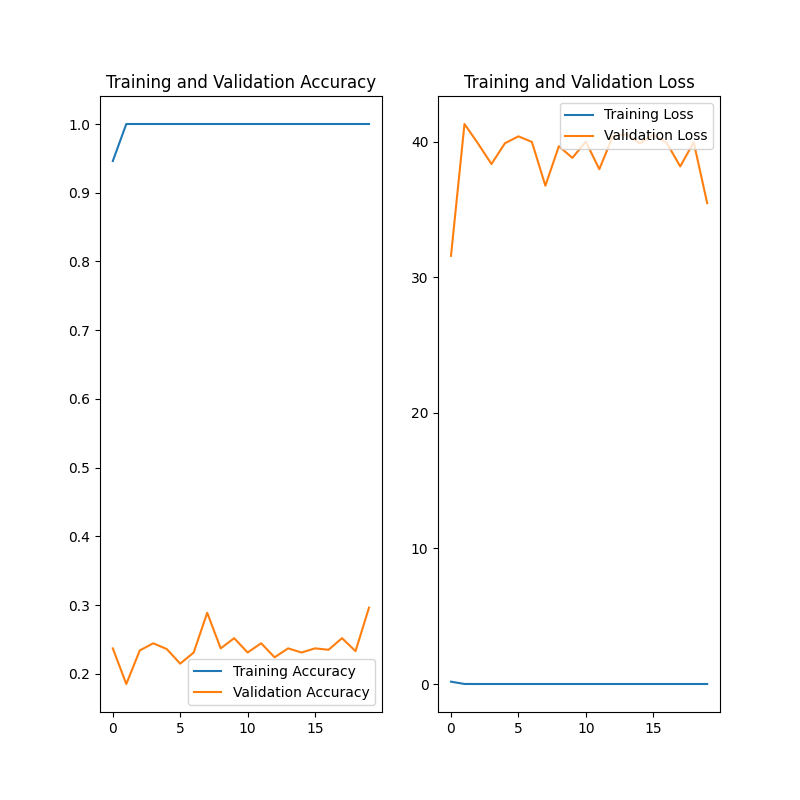 Training and Validation Accuracy
1.0
0.9
0.8
0.7
0.6
0.5
0.4
0.3
0.2
0 5 10 15
Training Accuracy
Validation Accuracy
Training and Validation Loss
40
30
20
10
0
0 5 10 15
Training Loss
Validation Loss